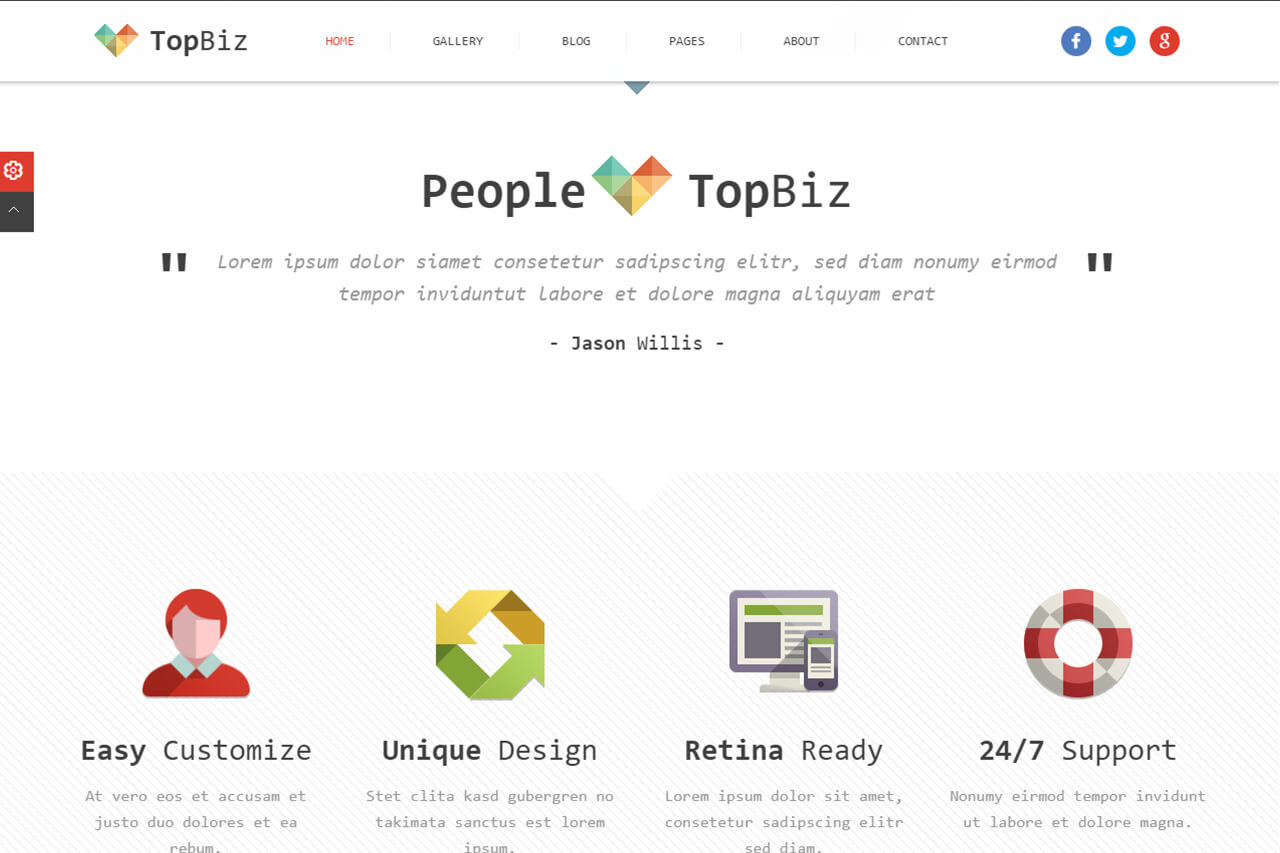 TopBiz
HOME
GALLERY
BLOG
PAGES
ABOUT
CONTACT
f
g
People TopBiz
" Lorem ipsum dolor siamet consetetur sadipscing elitr, sed diam nonumy eirmod "
tempor inviduntut labore et dolore magna aliquyam erat
- Jason Willis -
Easy Customize
At vero eos et accusam et
justo duo dolores et ea
rebum.
Unique Design
Stet clita kasd gubergren no
takimata sanctus est lorem
ipsum.
Retina Ready
Lorem ipsum dolor sit amet,
consetetur sadipscing elitr
sed diam.
24/7 Support
Nonumy eirmod tempor invidunt
ut labore et dolore magna.